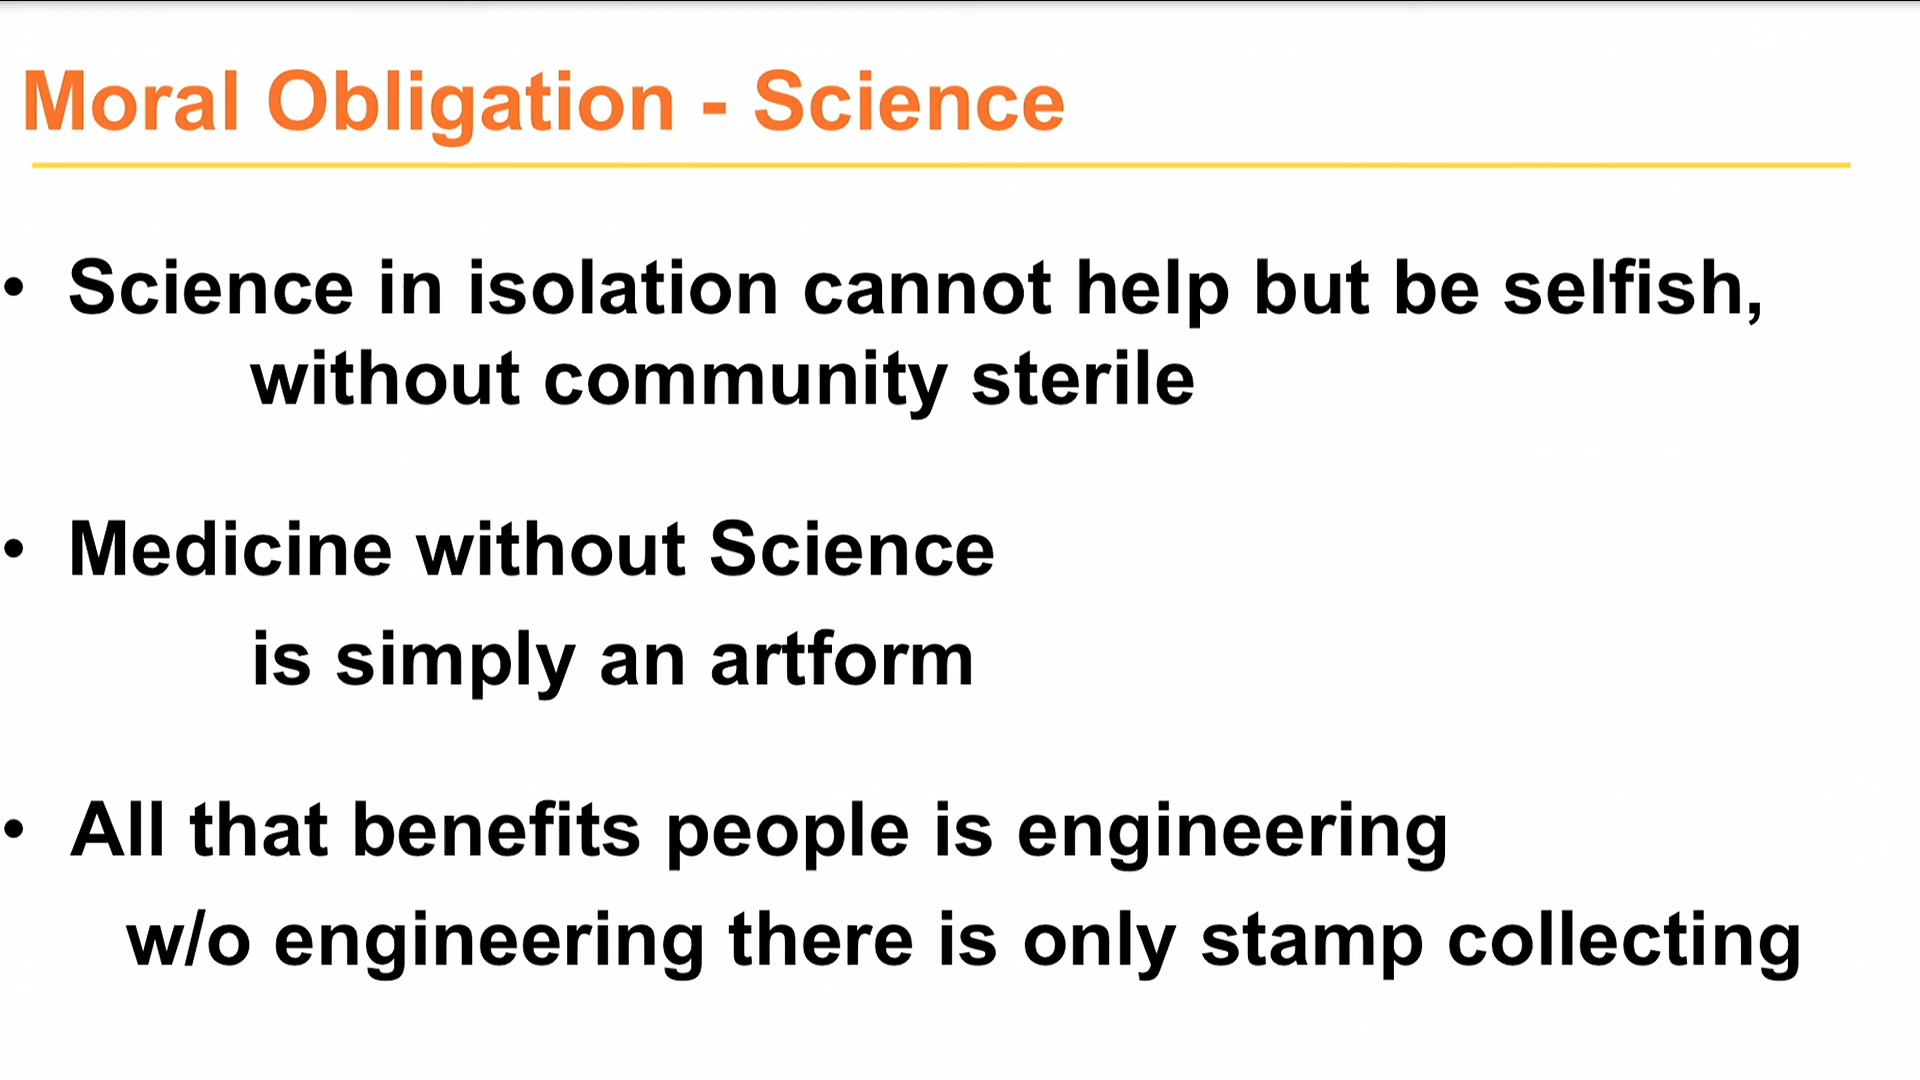 Moral Obligation - Science
• Science in isolation cannot help but be selfish,
without community sterile
• Medicine without Science
is simply an artform
• All that benefits people is engineering
w/o engineering there is only stamp collecting